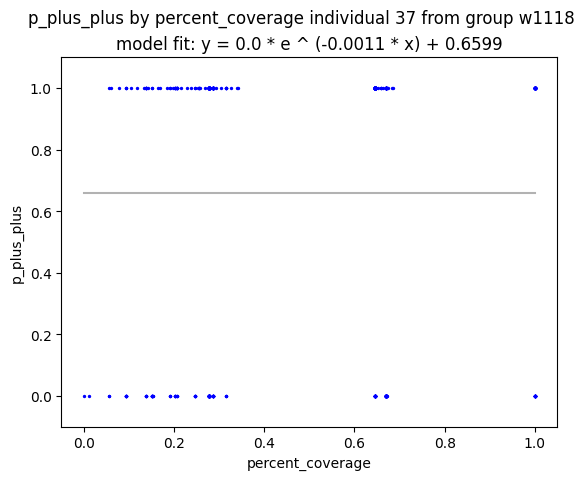 p_plus_plus by percent_coverage individual 37 from group w1118
model fit: y = 0.0 * e ^ (-0.0011 * x) + 0.6599
1.0
0.8
0.6
0.4
0.2
0.0
p_plus_plus
0.0 0.2 0.4 0.6 0.8 1.0
percent_coverage